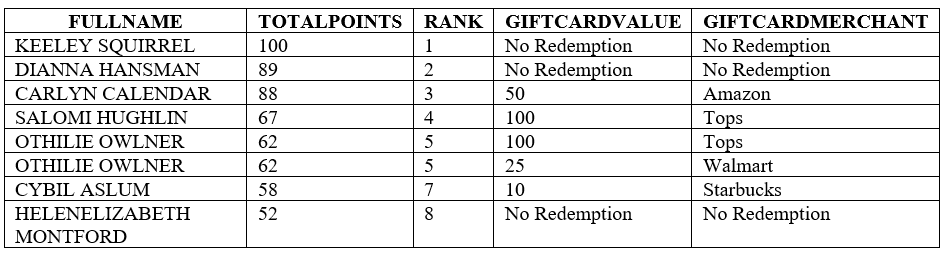 FULLNAME TOTALPOINTS RANK GIFTCARDVALUE GIFTCARDMERCHANT
KEELEY SQUIRREL 100 1 No Redemption No Redemption
DIANNA HANSMAN 89 2 No Redemption No Redemption
CARLYN CALENDAR 88 3 50 Amazon
SALOMI HUGHLIN 67 4 100 Tops
OTHILIE OWLNER 62 5 100 Tops
OTHILIE OWLNER 62 5 25 Walmart
CYBIL ASLUM 58 7 10 Starbucks
HELENELIZABETH 52 8 No Redemption No Redemption
MONTFORD